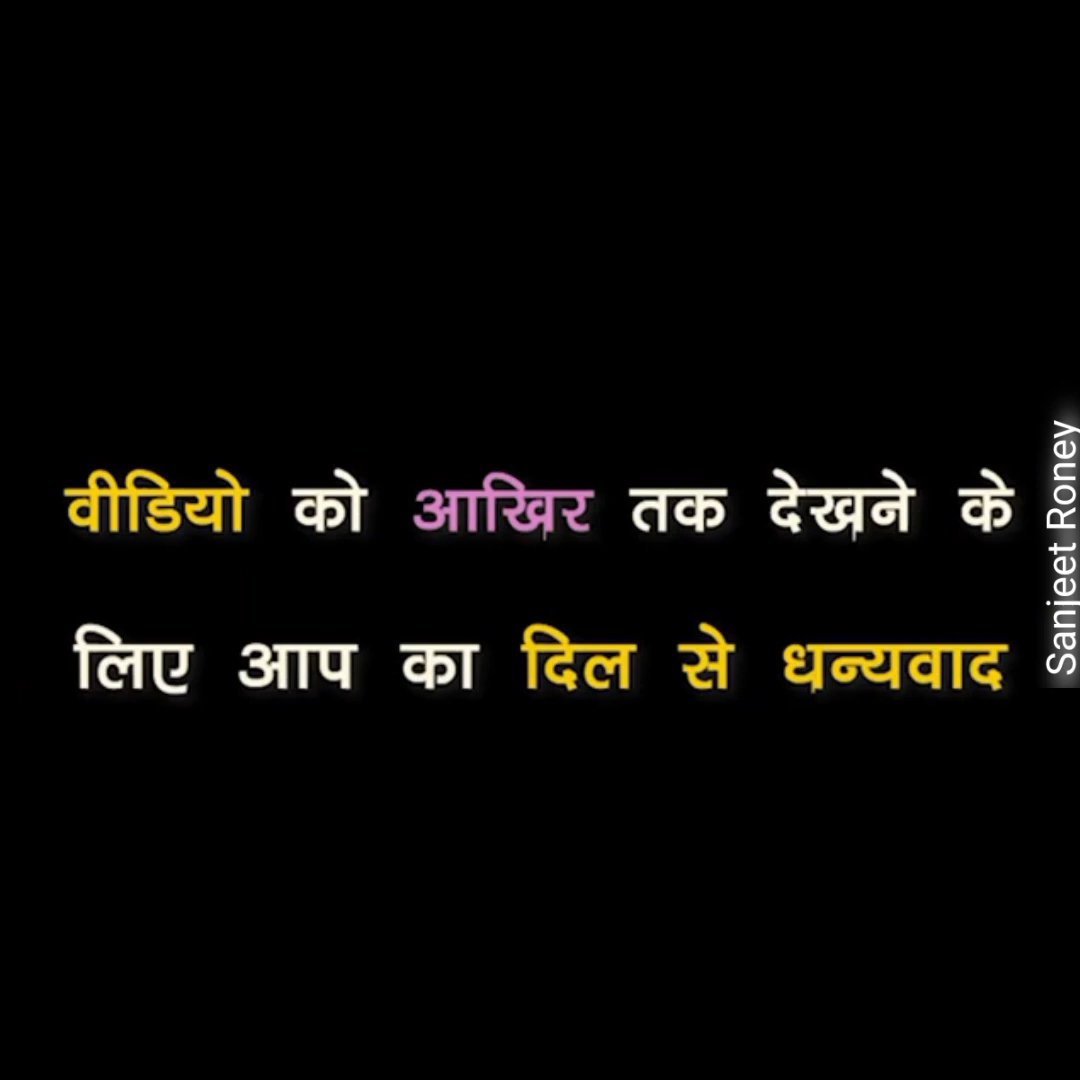 वीडियो को आखिर तक देखने के
लिए आप का दिल से धन्यवाद
Sanjeet Roney